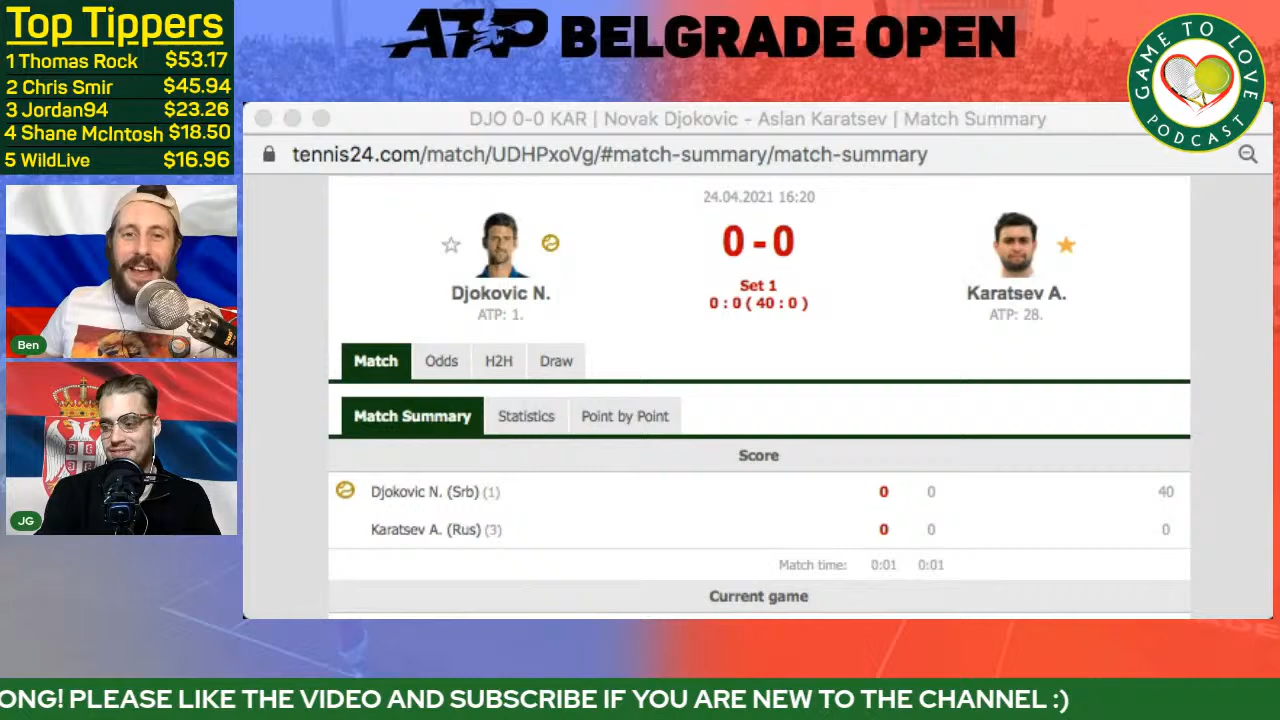 Top Tippers
1 Thomas Rock $53.17
2 Chris Smir $45.94
3 Jordan94 $23.26
4 Shane McIntosh $18.50
5 WildLive $16.96
ATP BELGRADE OPEN
GAME TO LOVE
PODCAST
DJO 0-0 KAR | Novak Djokovic - Aslan Karatsev | Match Summary
tennis24.com/match/UDHPxoVg/#match-summary/match-summary
24.04.2021 16:20
0 - 0
Set 1
0 : 0 ( 40 : 0 )
Djokovic N.
ATP: 1.
Karatsev A.
ATP: 28.
Match Odds H2H Draw
Match Summary Statistics Point by Point
Score
Djokovic N. (Srb) (1) 0 0 40
Karatsev A. (Rus) (3) 0 0 0
Match time: 0:01 0:01
Current game
Ben
JG
ONG! PLEASE LIKE THE VIDEO AND SUBSCRIBE IF YOU ARE NEW TO THE CHANNEL :)